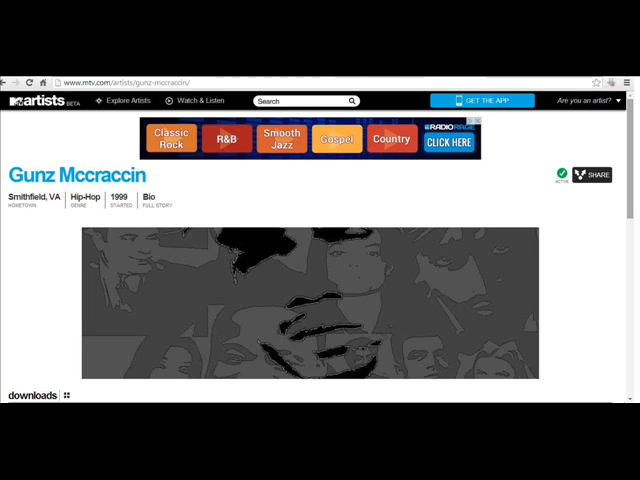 www.mtv.com/artists/gunz-mccraccin/
artists BETA
Explore Artists
Watch & Listen
Search
GET THE APP
Are you an artist?
Classic Rock
R&B
Smooth Jazz
Gospel
Country
RADIO RAGE
CLICK HERE
Gunz Mccraccin
ACTIVE
SHARE
Smithfield, VA
HOMETOWN
Hip-Hop
GENRE
1999
STARTED
Bio
FULL STORY
downloads